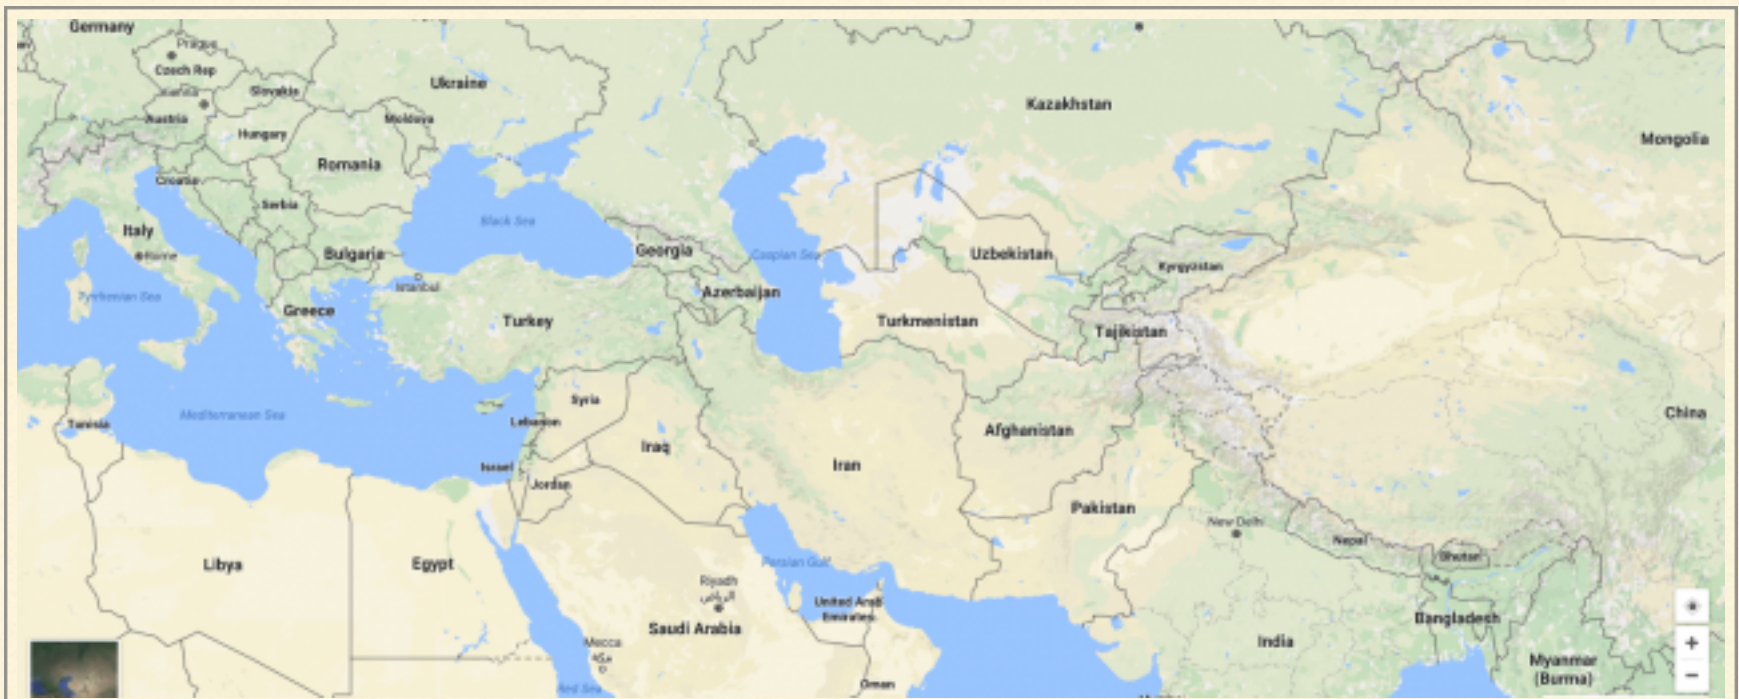 Germany
Prague
Czech Rep
Vienna
Slovakia
Austria
Hungary
Moldova
Ukraine
Romania
Croatia
Serbia
Italy
Rome
Bulgaria
Black Sea
Georgia
Caspian Sea
Istanbul
Azerbaijan
Tyrrhenian Sea
Greece
Turkey
Kazakhstan
Mongolia
Uzbekistan
Kyrgyzstan
Turkmenistan
Tajikistan
China
Mediterranean Sea
Tunisia
Syria
Lebanon
Iraq
Israel
Jordan
Iran
Afghanistan
Pakistan
New Delhi
Nepal
Bhutan
Libya
Egypt
Persian Gulf
Riyadh
الرياض
United Arab
Emirates
Saudi Arabia
Mecca
مكة
Red Sea
Oman
India
Bangladesh
Myanmar
(Burma)
+
−